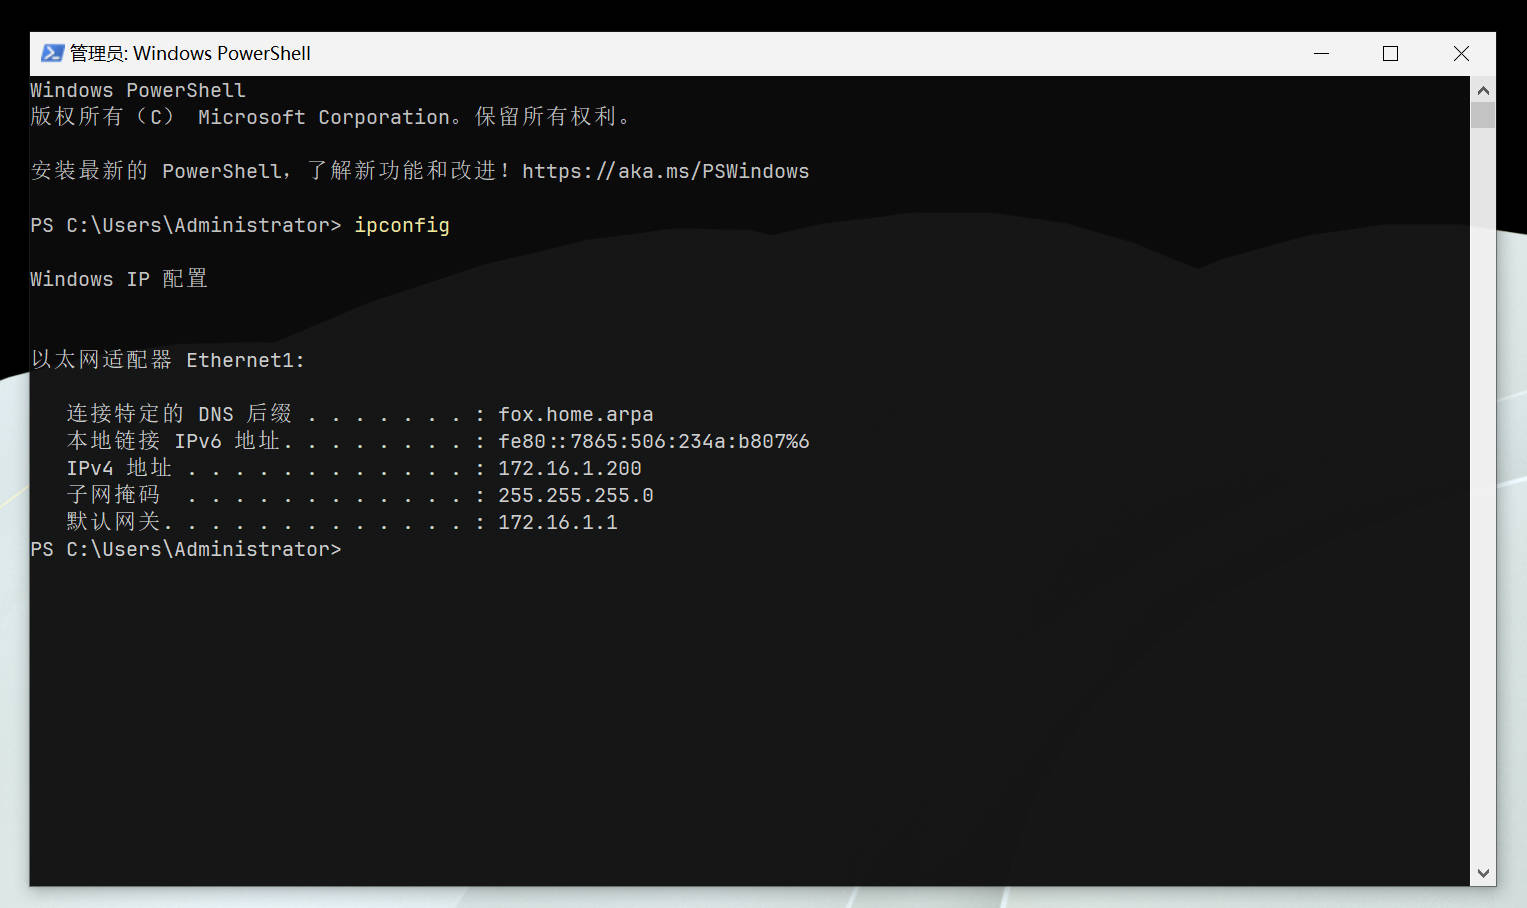 管理员: Windows PowerShell
Windows PowerShell
版权所有（C） Microsoft Corporation。保留所有权利。
安装最新的 PowerShell，了解新功能和改进！https://aka.ms/PSWindows
PS C:\Users\Administrator> ipconfig
Windows IP 配置
以太网适配器 Ethernet1:
连接特定的 DNS 后缀 . . . . . . . : fox.home.arpa
本地链接 IPv6 地址. . . . . . . . : fe80::7865:506:234a:b807%6
IPv4 地址 . . . . . . . . . . . . : 172.16.1.200
子网掩码  . . . . . . . . . . . . : 255.255.255.0
默认网关. . . . . . . . . . . . . : 172.16.1.1
PS C:\Users\Administrator>